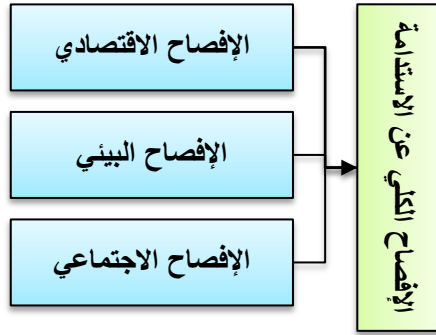 الإفصاح الاقتصادي
الإفصاح البيئي
الإفصاح الاجتماعي
الإفصاح الكلي عن الاستدامة